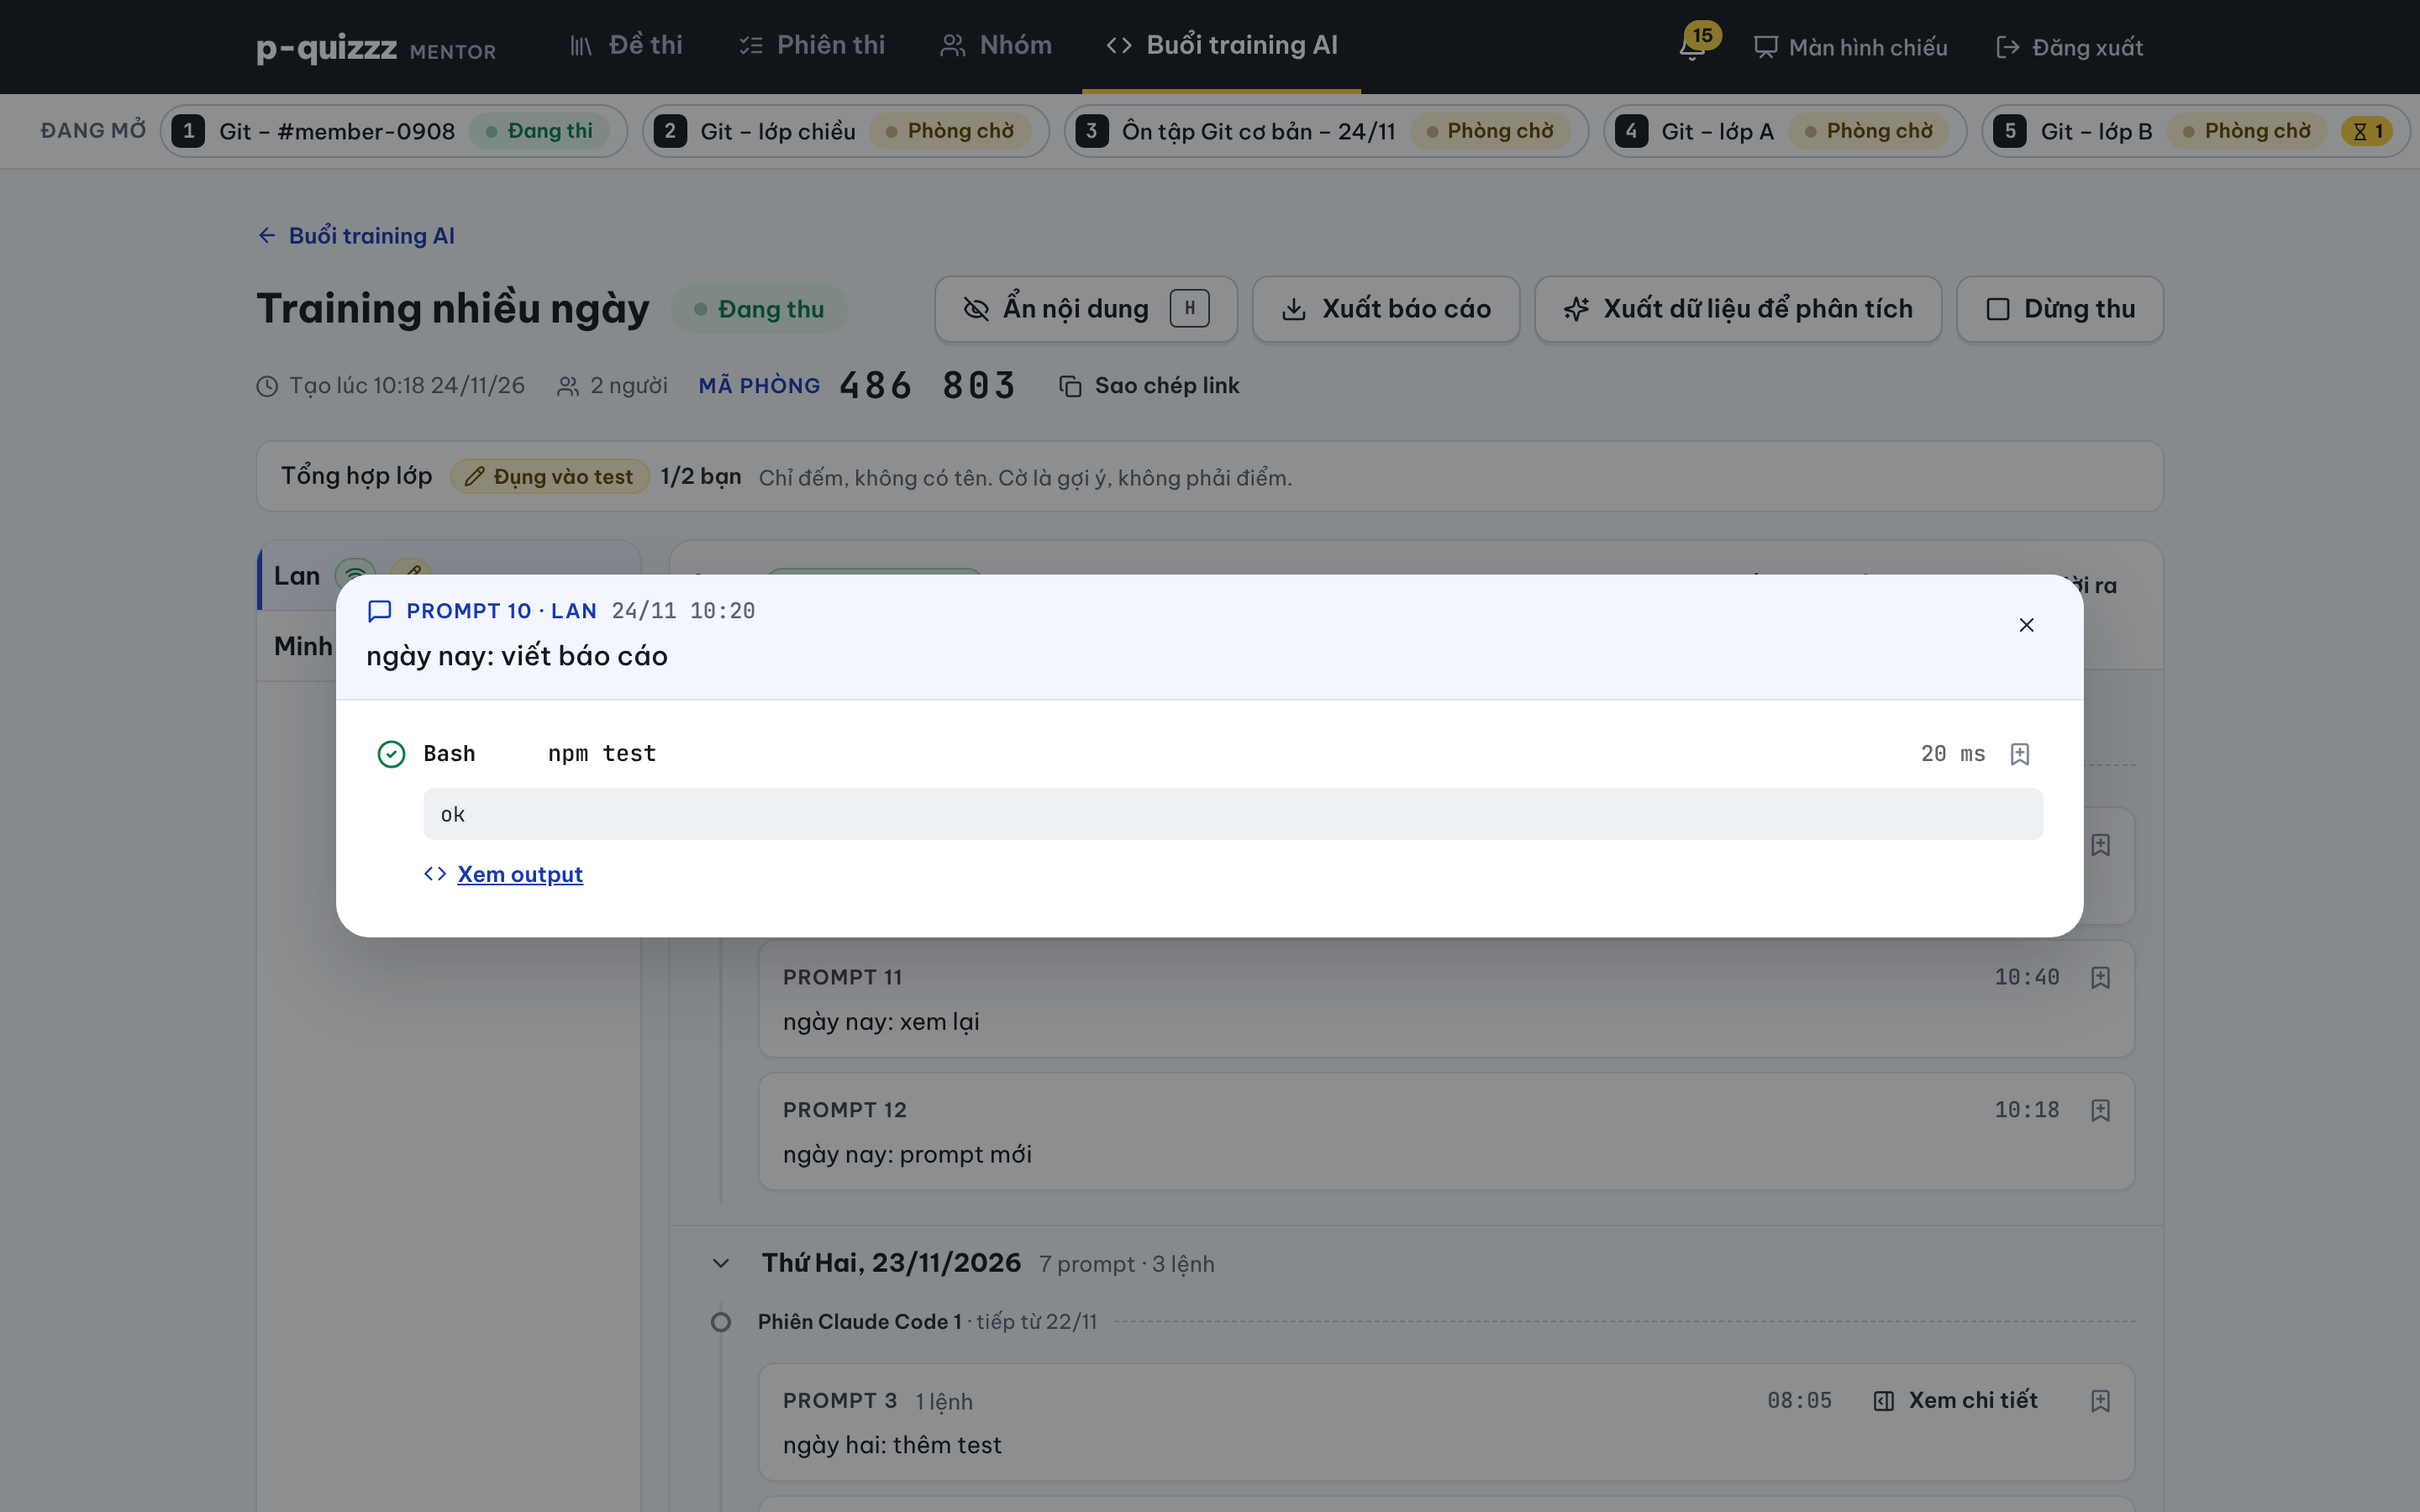 p-quizzz MENTOR Đề thi Phiên thi Nhóm Buổi training AI 15 Màn hình chiếu Đăng xuất
ĐANG MỞ 1 Git – #member-0908 Đang thi 2 Git – lớp chiều Phòng chờ 3 Ôn tập Git cơ bản – 24/11 Phòng chờ 4 Git – lớp A Phòng chờ 5 Git – lớp B Phòng chờ 1
Buổi training AI
Training nhiều ngày Đang thu Ẩn nội dung H Xuất báo cáo Xuất dữ liệu để phân tích Dừng thu
Tạo lúc 10:18 24/11/26 2 người MÃ PHÒNG 486 803 Sao chép link
Tổng hợp lớp Đụng vào test 1/2 bạn Chỉ đếm, không có tên. Cờ là gợi ý, không phải điểm.
Lan
ra
Minh
PROMPT 10 · LAN 24/11 10:20
ngày nay: viết báo cáo
Bash npm test 20 ms
ok
Xem output
PROMPT 11 10:40
ngày nay: xem lại
PROMPT 12 10:18
ngày nay: prompt mới
Thứ Hai, 23/11/2026 7 prompt · 3 lệnh
Phiên Claude Code 1 · tiếp từ 22/11
PROMPT 3 1 lệnh 08:05 Xem chi tiết
ngày hai: thêm test